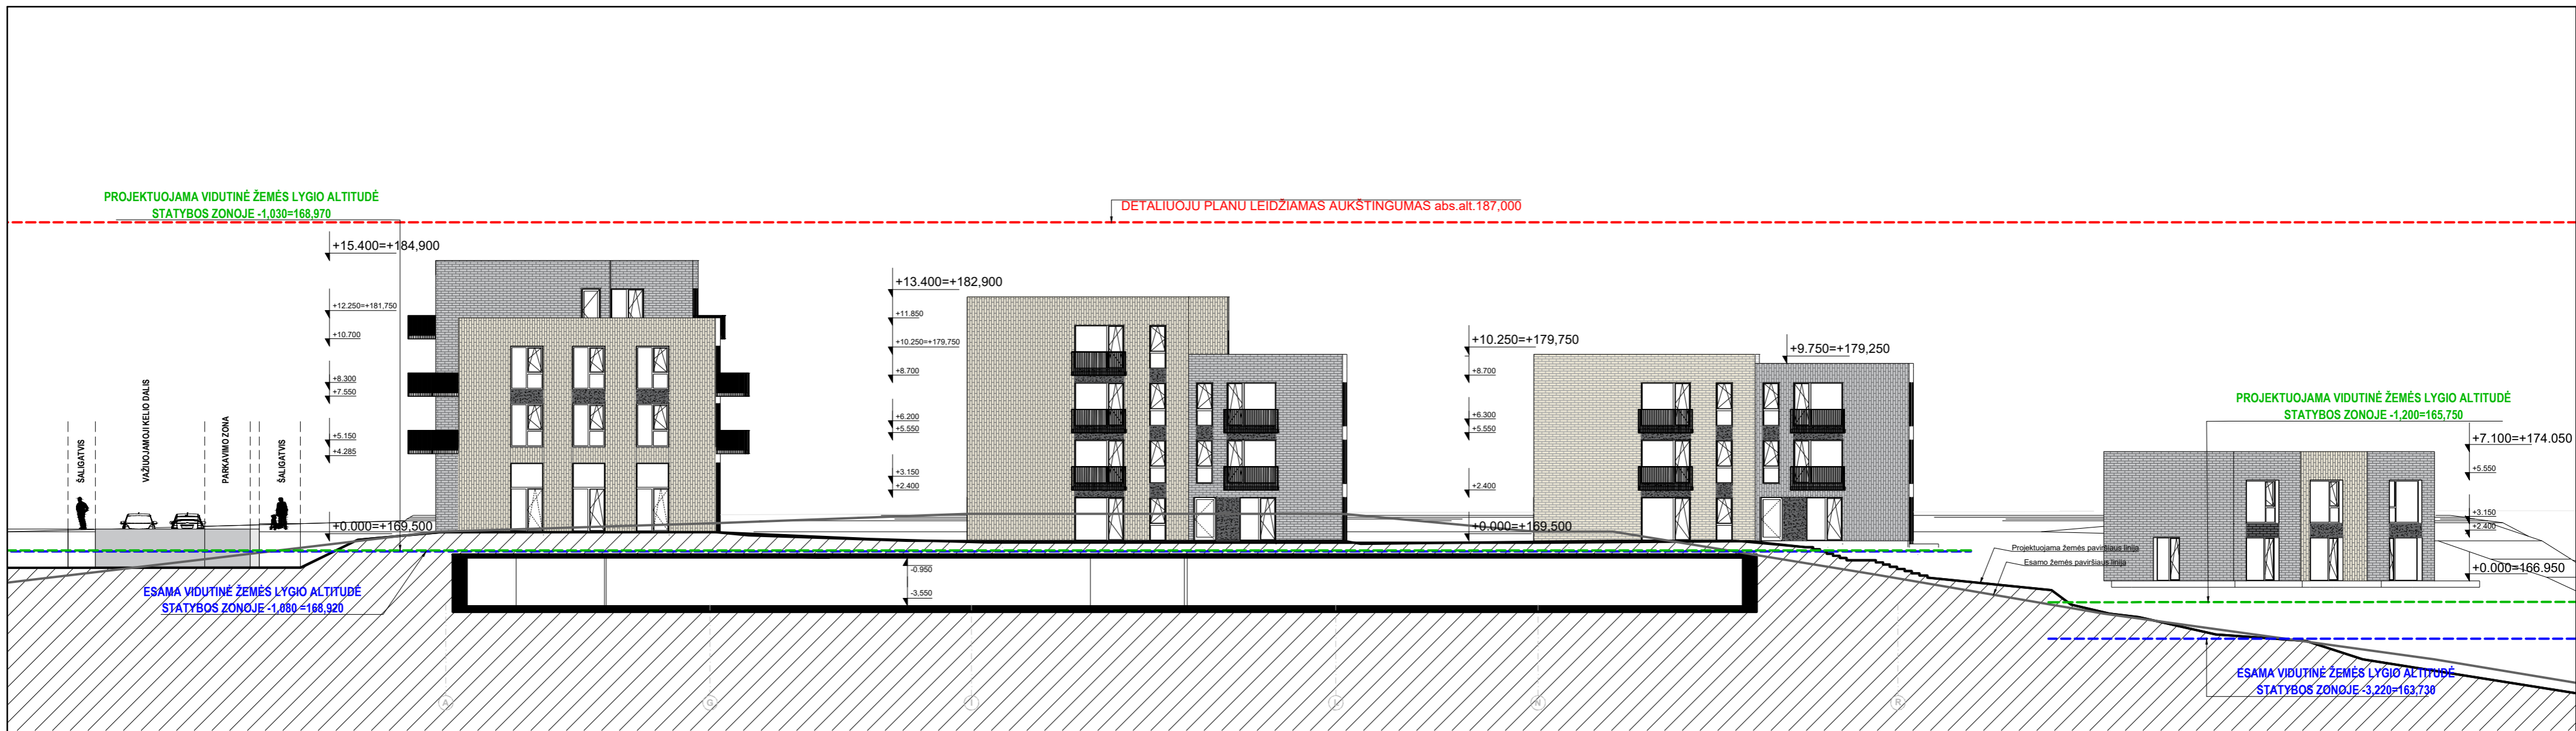 PROJEKTUOJAMA VIDUTINĖ ŽEMĖS LYGIO ALTITUDĖ
STATYBOS ZONOJE -1,030=168,970
DETALIUOJU PLANU LEIDŽIAMAS AUKŠTINGUMAS abs.alt.187,000
+15.400=+184,900
+12.250=+181,750
+10.700
+8.300
+7.550
+5.150
+4.285
+0.000=+169,500
ŠALIGATVIS
VAŽIUOJAMOJI KELIO DALIS
PARKAVIMO ZONA
ŠALIGATVIS
+13.400=+182,900
+11.850
+10.250=+179,750
+8.700
+6.200
+5.550
+3.150
+2.400
+10.250=+179,750
+8.700
+6.300
+5.550
+2.400
+0.000=+169.500
+9.750=+179,250
PROJEKTUOJAMA VIDUTINĖ ŽEMĖS LYGIO ALTITUDĖ
STATYBOS ZONOJE -1,200=165,750
+7.100=+174.050
+5.550
+3.150
+2.400
+0.000=166.950
Projektuojama žemės paviršiaus linija
Esamo žemės paviršiaus linija
-0.950
-3,550
ESAMA VIDUTINĖ ŽEMĖS LYGIO ALTITUDĖ
STATYBOS ZONOJE -1,080 =168,920
ESAMA VIDUTINĖ ŽEMĖS LYGIO ALTITUDĖ
STATYBOS ZONOJE -3,220=163,730
A
G
I
L
N
R